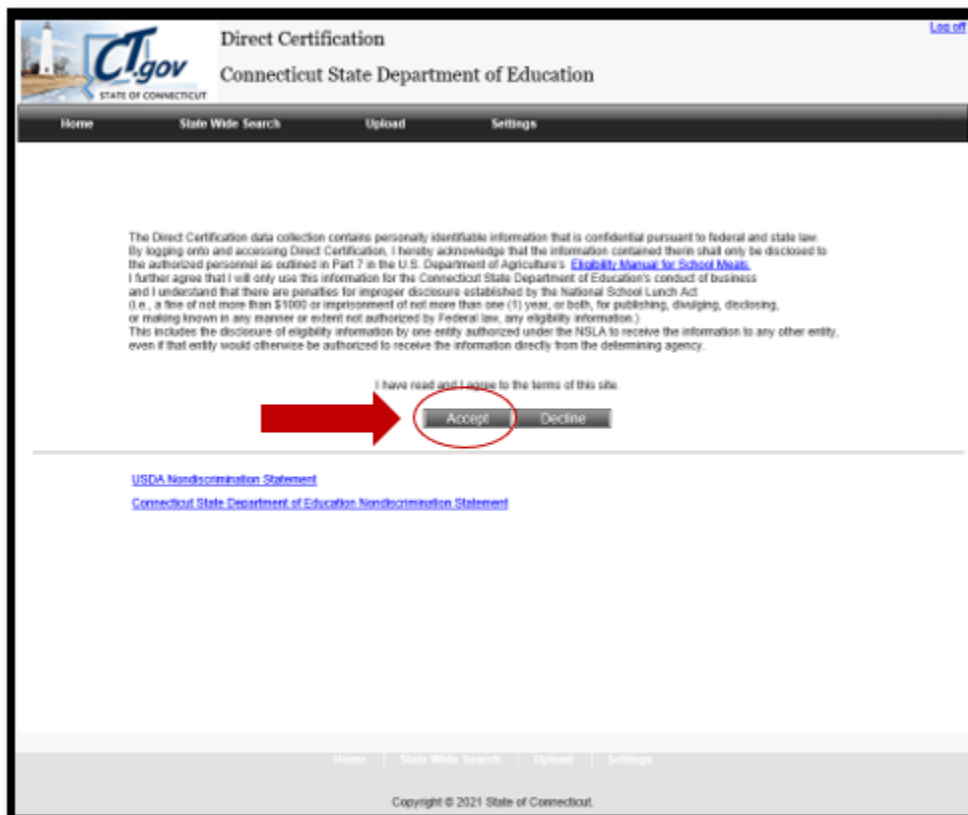 Log off
CT.gov
STATE OF CONNECTICUT
Direct Certification
Connecticut State Department of Education
Home State Wide Search Upload Settings
The Direct Certification data collection contains personally identifiable information that is confidential pursuant to federal and state law.
By logging onto and accessing Direct Certification, I hereby acknowledge that the information contained therin shall only be disclosed to
the authorized personnel as outlined in Part 7 in the U.S. Department of Agriculture's Eligibility Manual for School Meals.
I further agree that I will only use this information for the Connecticut State Department of Education's conduct of business
and I understand that there are penalties for improper disclosure established by the National School Lunch Act
(i.e., a fine of not more than $1000 or imprisonment of not more than one (1) year, or both, for publishing, divulging, disclosing,
or making known in any manner or extent not authorized by Federal law, any eligibility information.)
This includes the disclosure of eligibility information by one entity authorized under the NSLA to receive the information to any other entity,
even if that entity would otherwise be authorized to receive the information directly from the determining agency.
I have read and I agree to the terms of this site.
Accept Decline
USDA Nondiscrimination Statement
Connecticut State Department of Education Nondiscrimination Statement
Home | State Wide Search | Upload | Settings
Copyright © 2021 State of Connecticut.